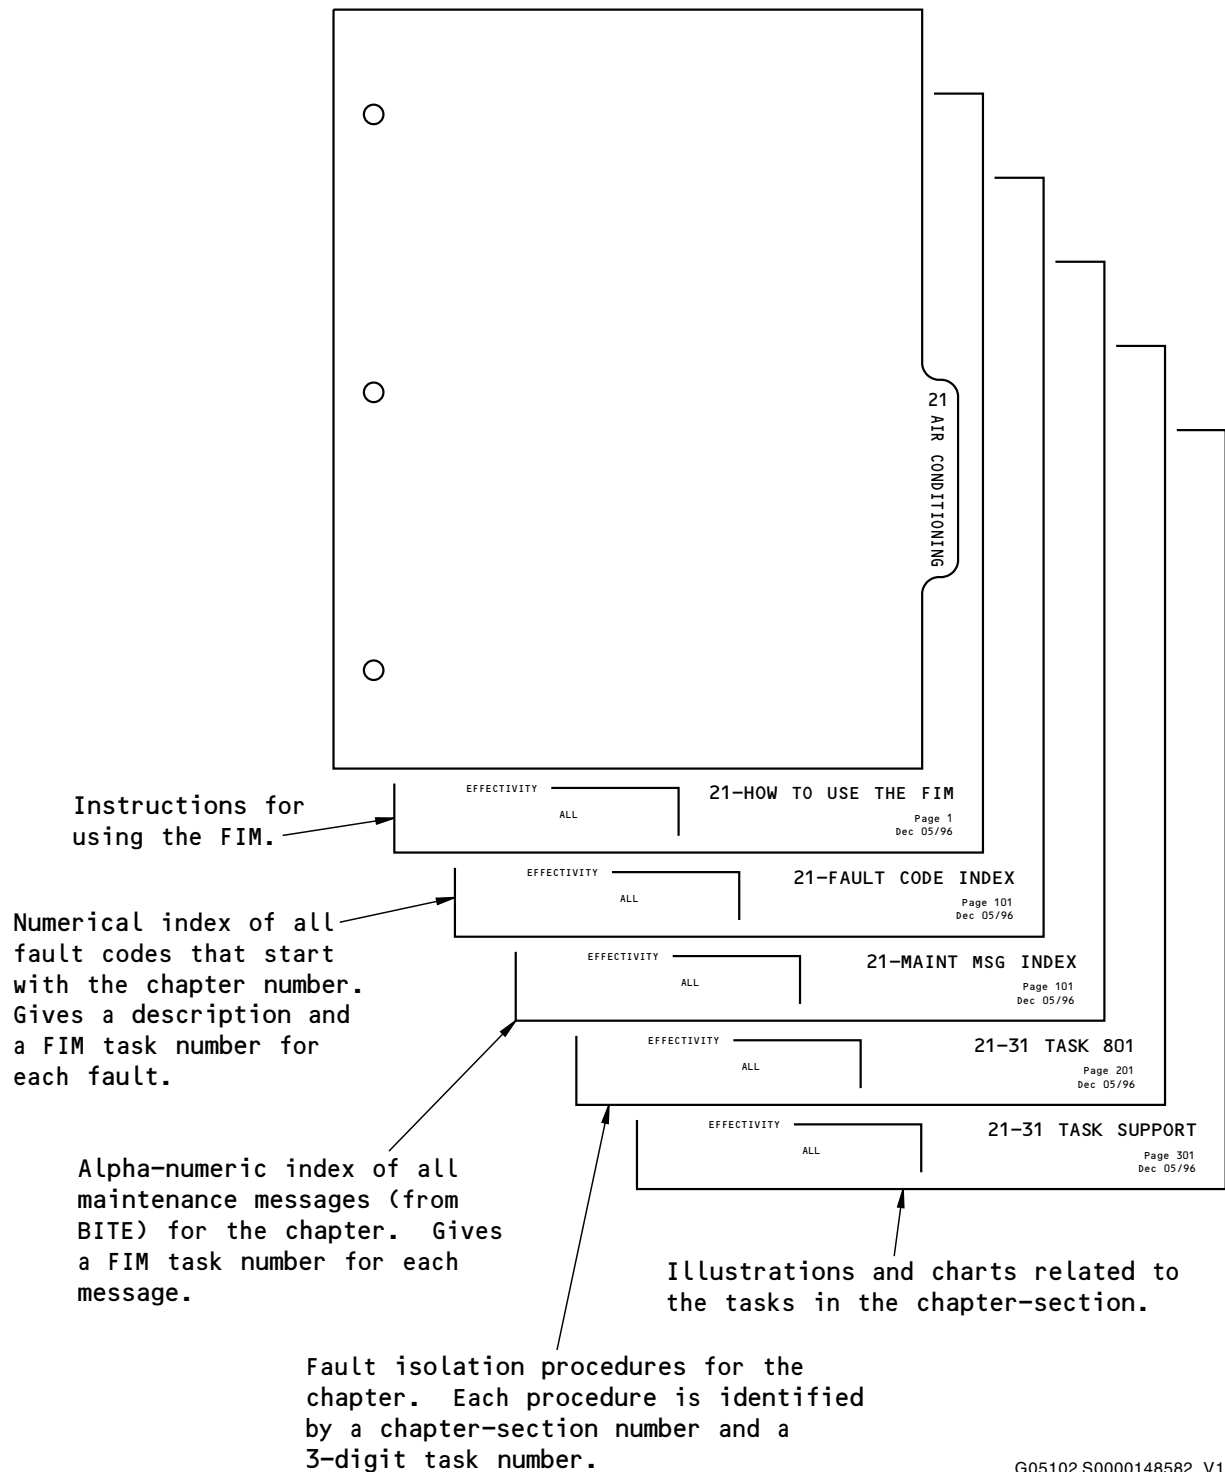 21
AIR CONDITIONING
Instructions for
using the FIM.
EFFECTIVITY
ALL
21-HOW TO USE THE FIM
Page 1
Dec 05/96
Numerical index of all
fault codes that start
with the chapter number.
Gives a description and
a FIM task number for
each fault.
EFFECTIVITY
ALL
21-FAULT CODE INDEX
Page 101
Dec 05/96
EFFECTIVITY
ALL
21-MAINT MSG INDEX
Page 101
Dec 05/96
Alpha-numeric index of all
maintenance messages (from
BITE) for the chapter. Gives
a FIM task number for each
message.
EFFECTIVITY
ALL
21-31 TASK 801
Page 201
Dec 05/96
Fault isolation procedures for the
chapter. Each procedure is identified
by a chapter-section number and a
3-digit task number.
EFFECTIVITY
ALL
21-31 TASK SUPPORT
Page 301
Dec 05/96
Illustrations and charts related to
the tasks in the chapter-section.
G05102 S0000148582_V1